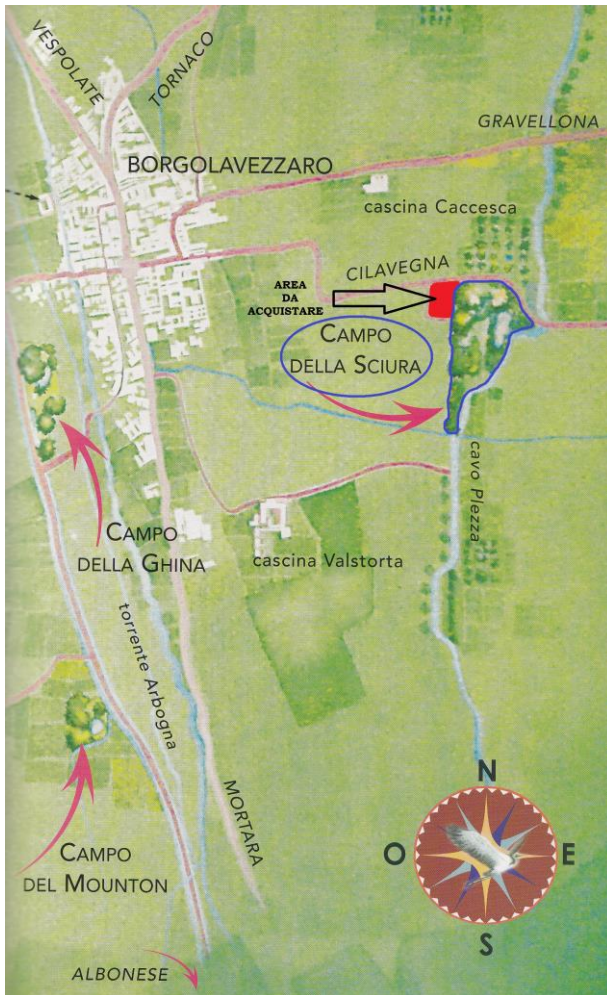 VESPOLATE
TORNACO
GRAVELLONA
BORGOLAVEZZARO
cascina Caccesca
CILAVEGNA
AREA
DA
ACQUISTARE
CAMPO
DELLA SCIURA
cavo Plezza
CAMPO
DELLA GHINA
cascina Valstorta
torrente Arbogna
MORTARA
N
O
E
S
CAMPO
DEL MOUNTON
ALBONESE